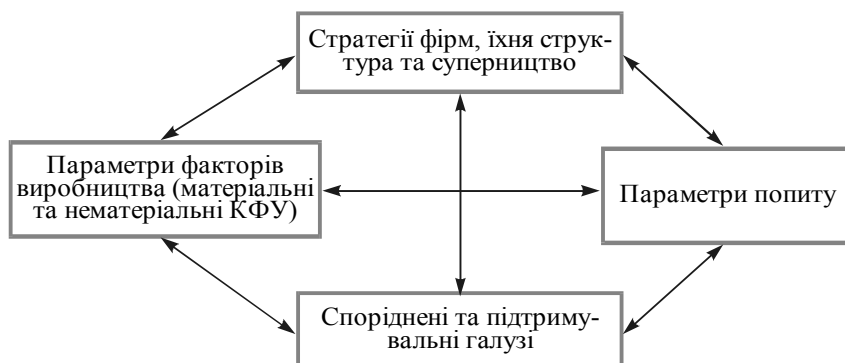 Стратегії фірм, їхня струк-
тура та суперництво
Параметри факторів
виробництва (матеріальні
та нематеріальні КФУ)
Параметри попиту
Споріднені та підтриму-
вальні галузі